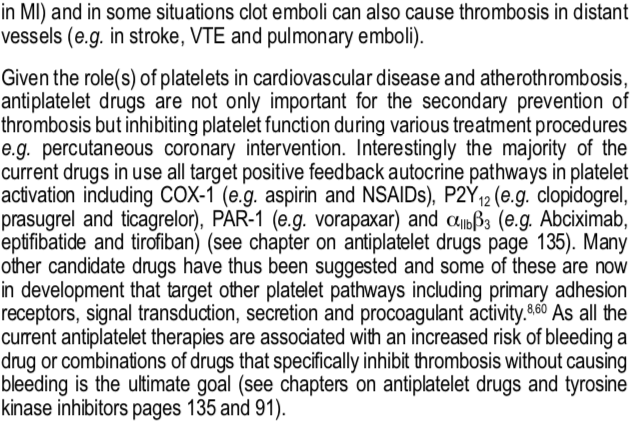 in MI) and in some situations clot emboli can also cause thrombosis in distant
vessels (e.g. in stroke, VTE and pulmonary emboli).
Given the role(s) of platelets in cardiovascular disease and atherothrombosis,
antiplatelet drugs are not only important for the secondary prevention of
thrombosis but inhibiting platelet function during various treatment procedures
e.g. percutaneous coronary intervention. Interestingly the majority of the
current drugs in use all target positive feedback autocrine pathways in platelet
activation including COX-1 (e.g. aspirin and NSAIDs), P2Y₁₂ (e.g. clopidogrel,
prasugrel and ticagrelor), PAR-1 (e.g. vorapaxar) and αIIbβ₃ (e.g. Abciximab,
eptifibatide and tirofiban) (see chapter on antiplatelet drugs page 135). Many
other candidate drugs have thus been suggested and some of these are now
in development that target other platelet pathways including primary adhesion
receptors, signal transduction, secretion and procoagulant activity.⁸,⁶⁰ As all the
current antiplatelet therapies are associated with an increased risk of bleeding a
drug or combinations of drugs that specifically inhibit thrombosis without causing
bleeding is the ultimate goal (see chapters on antiplatelet drugs and tyrosine
kinase inhibitors pages 135 and 91).